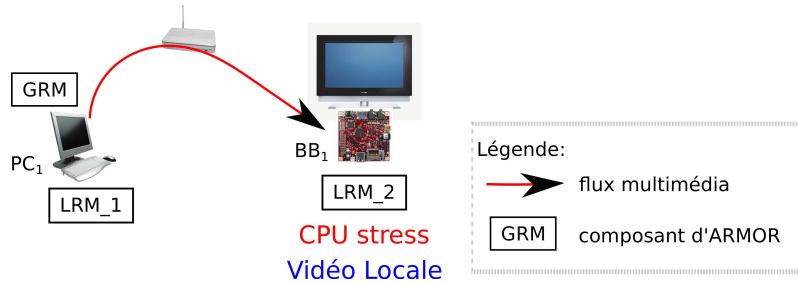 GRM
PC1
LRM_1
BB1
LRM_2
CPU stress
Vidéo Locale
Légende:
flux multimédia
GRM
composant d'ARMOR